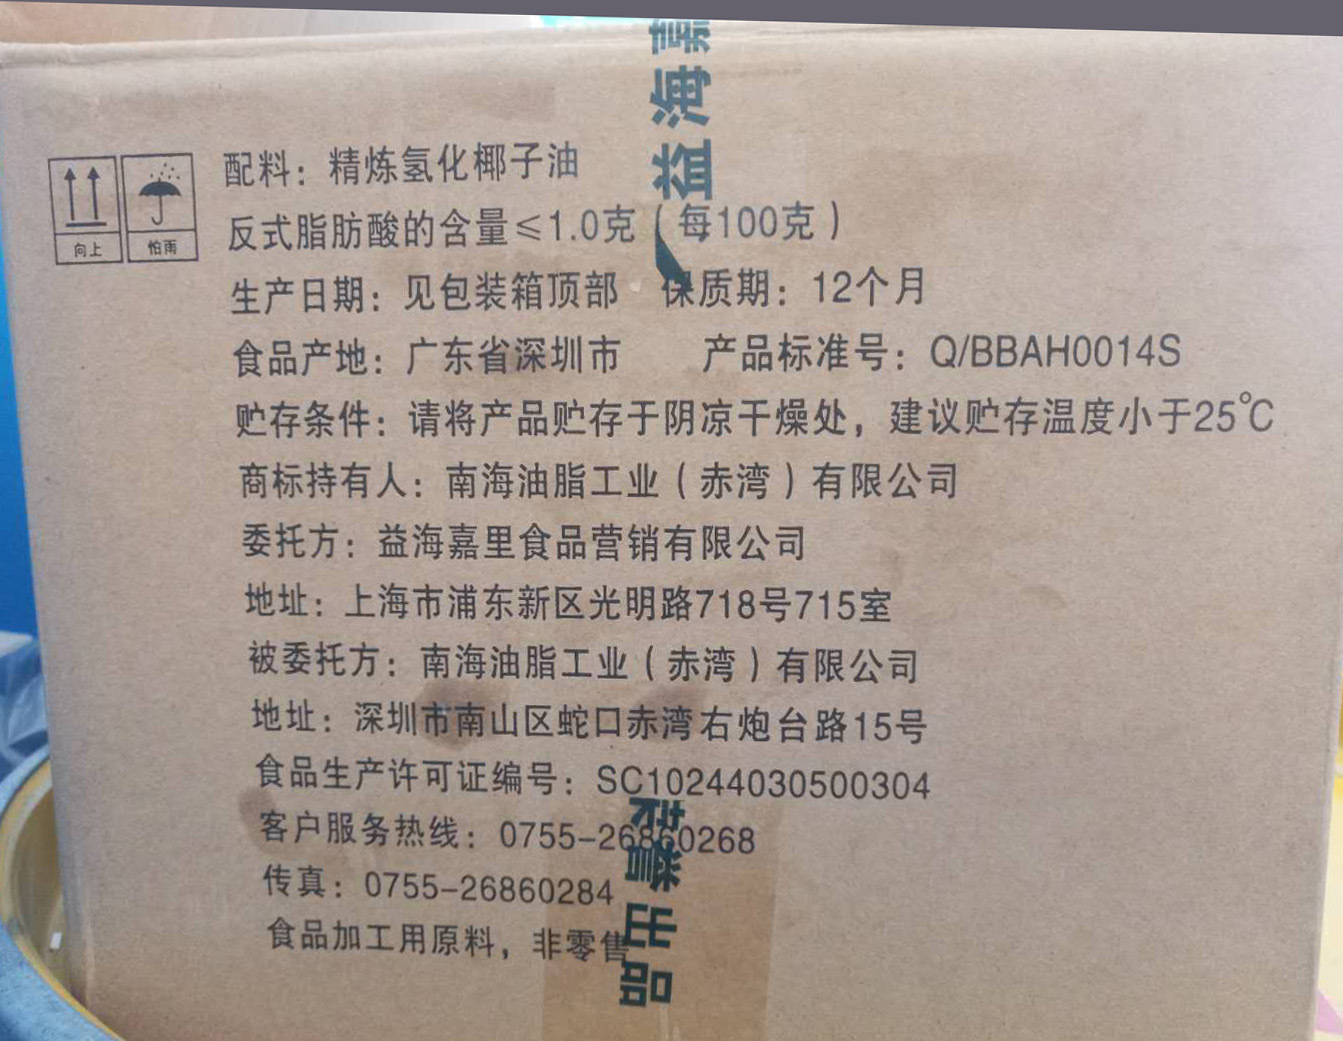 益海嘉
向上
怕雨
配料：精炼氢化椰子油
反式脂肪酸的含量≤1.0克（每100克）
生产日期：见包装箱顶部 保质期：12个月
食品产地：广东省深圳市 产品标准号：Q/BBAH0014S
贮存条件：请将产品贮存于阴凉干燥处，建议贮存温度小于25℃
商标持有人：南海油脂工业（赤湾）有限公司
委托方：益海嘉里食品营销有限公司
地址：上海市浦东新区光明路718号715室
被委托方：南海油脂工业（赤湾）有限公司
地址：深圳市南山区蛇口赤湾右炮台路15号
食品生产许可证编号：SC10244030500304
客户服务热线：0755-26860268
传真：0755-26860284
食品加工用原料，非零售
出品